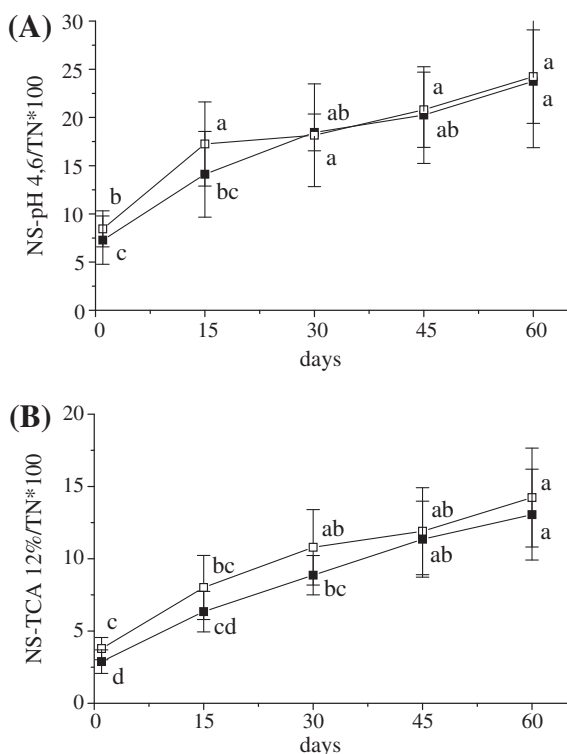 (A)
30
25
20
15
10
5
0
NS-pH 4,6/TN*100
b
c
a
bc
ab
a
a
ab
a
a
0 15 30 45 60
days
(B)
20
15
10
5
0
NS-TCA 12%/TN*100
c
d
bc
cd
ab
bc
ab
ab
a
a
0 15 30 45 60
days